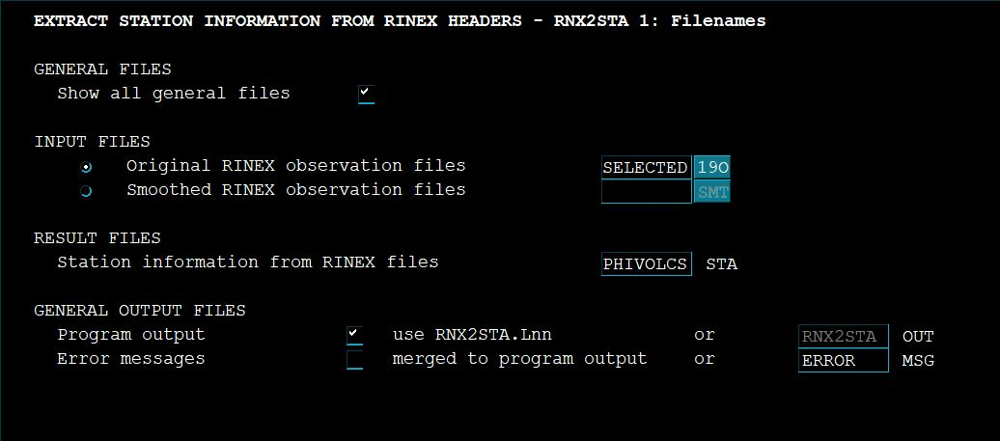 EXTRACT STATION INFORMATION FROM RINEX HEADERS - RNX2STA 1: Filenames
GENERAL FILES
Show all general files
INPUT FILES
Original RINEX observation files SELECTED 19O
Smoothed RINEX observation files SMT
RESULT FILES
Station information from RINEX files PHIVOLCS STA
GENERAL OUTPUT FILES
Program output use RNX2STA.Lnn or RNX2STA OUT
Error messages merged to program output or ERROR MSG